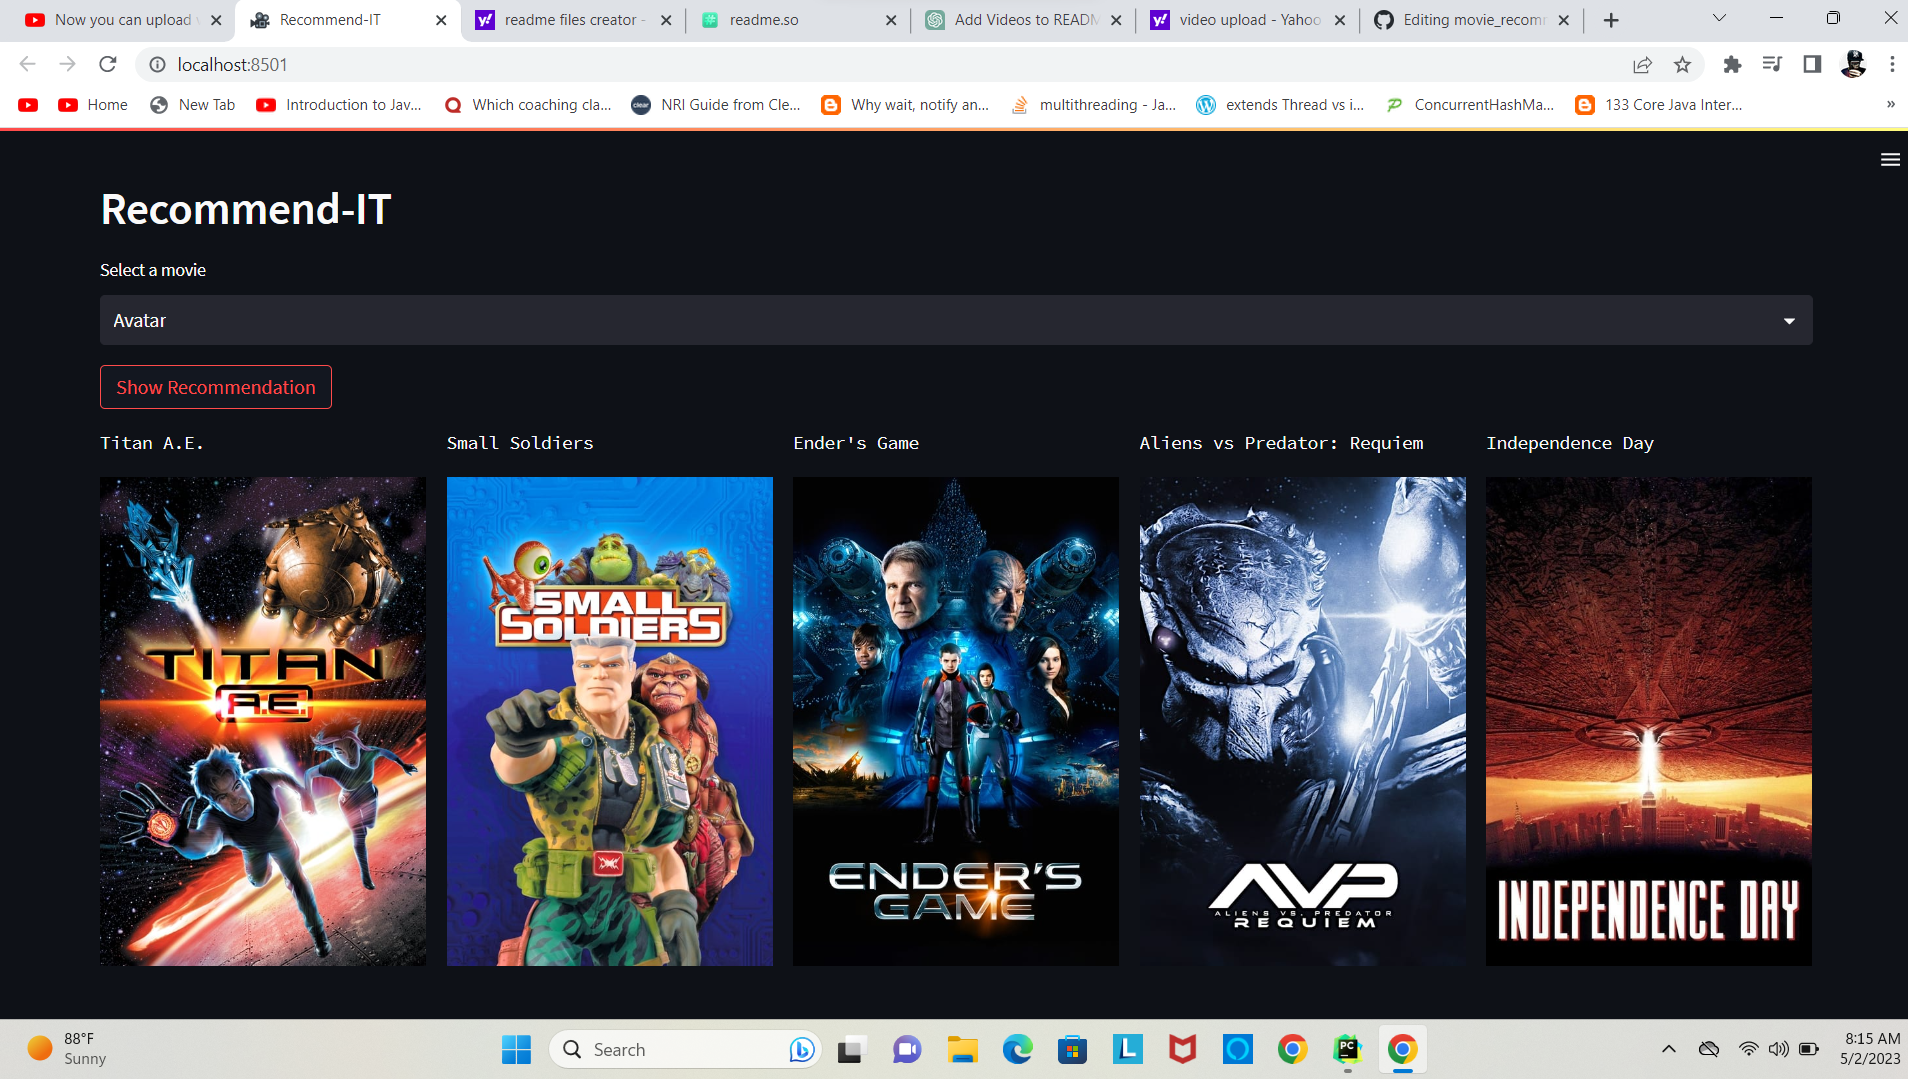 Now you can upload
Recommend-IT
readme files creator -
readme.so
Add Videos to READM
video upload - Yahoo
Editing movie_recom
localhost:8501
Home
New Tab
Introduction to Jav...
Which coaching cla...
clear
NRI Guide from Cle...
Why wait, notify an...
multithreading - Ja...
extends Thread vs i...
ConcurrentHashMa...
133 Core Java Inter...
»
Recommend-IT
Select a movie
Avatar
Show Recommendation
Titan A.E.
Small Soldiers
Ender's Game
Aliens vs Predator: Requiem
Independence Day
TITAN
A.E.
SMALL
SOLDIERS
ENDER'S
GAME
AVP
ALIENS VS. PREDATOR
REQUIEM
INDEPENDENCE DAY
88°F
Sunny
Search
L
PC
8:15 AM
5/2/2023